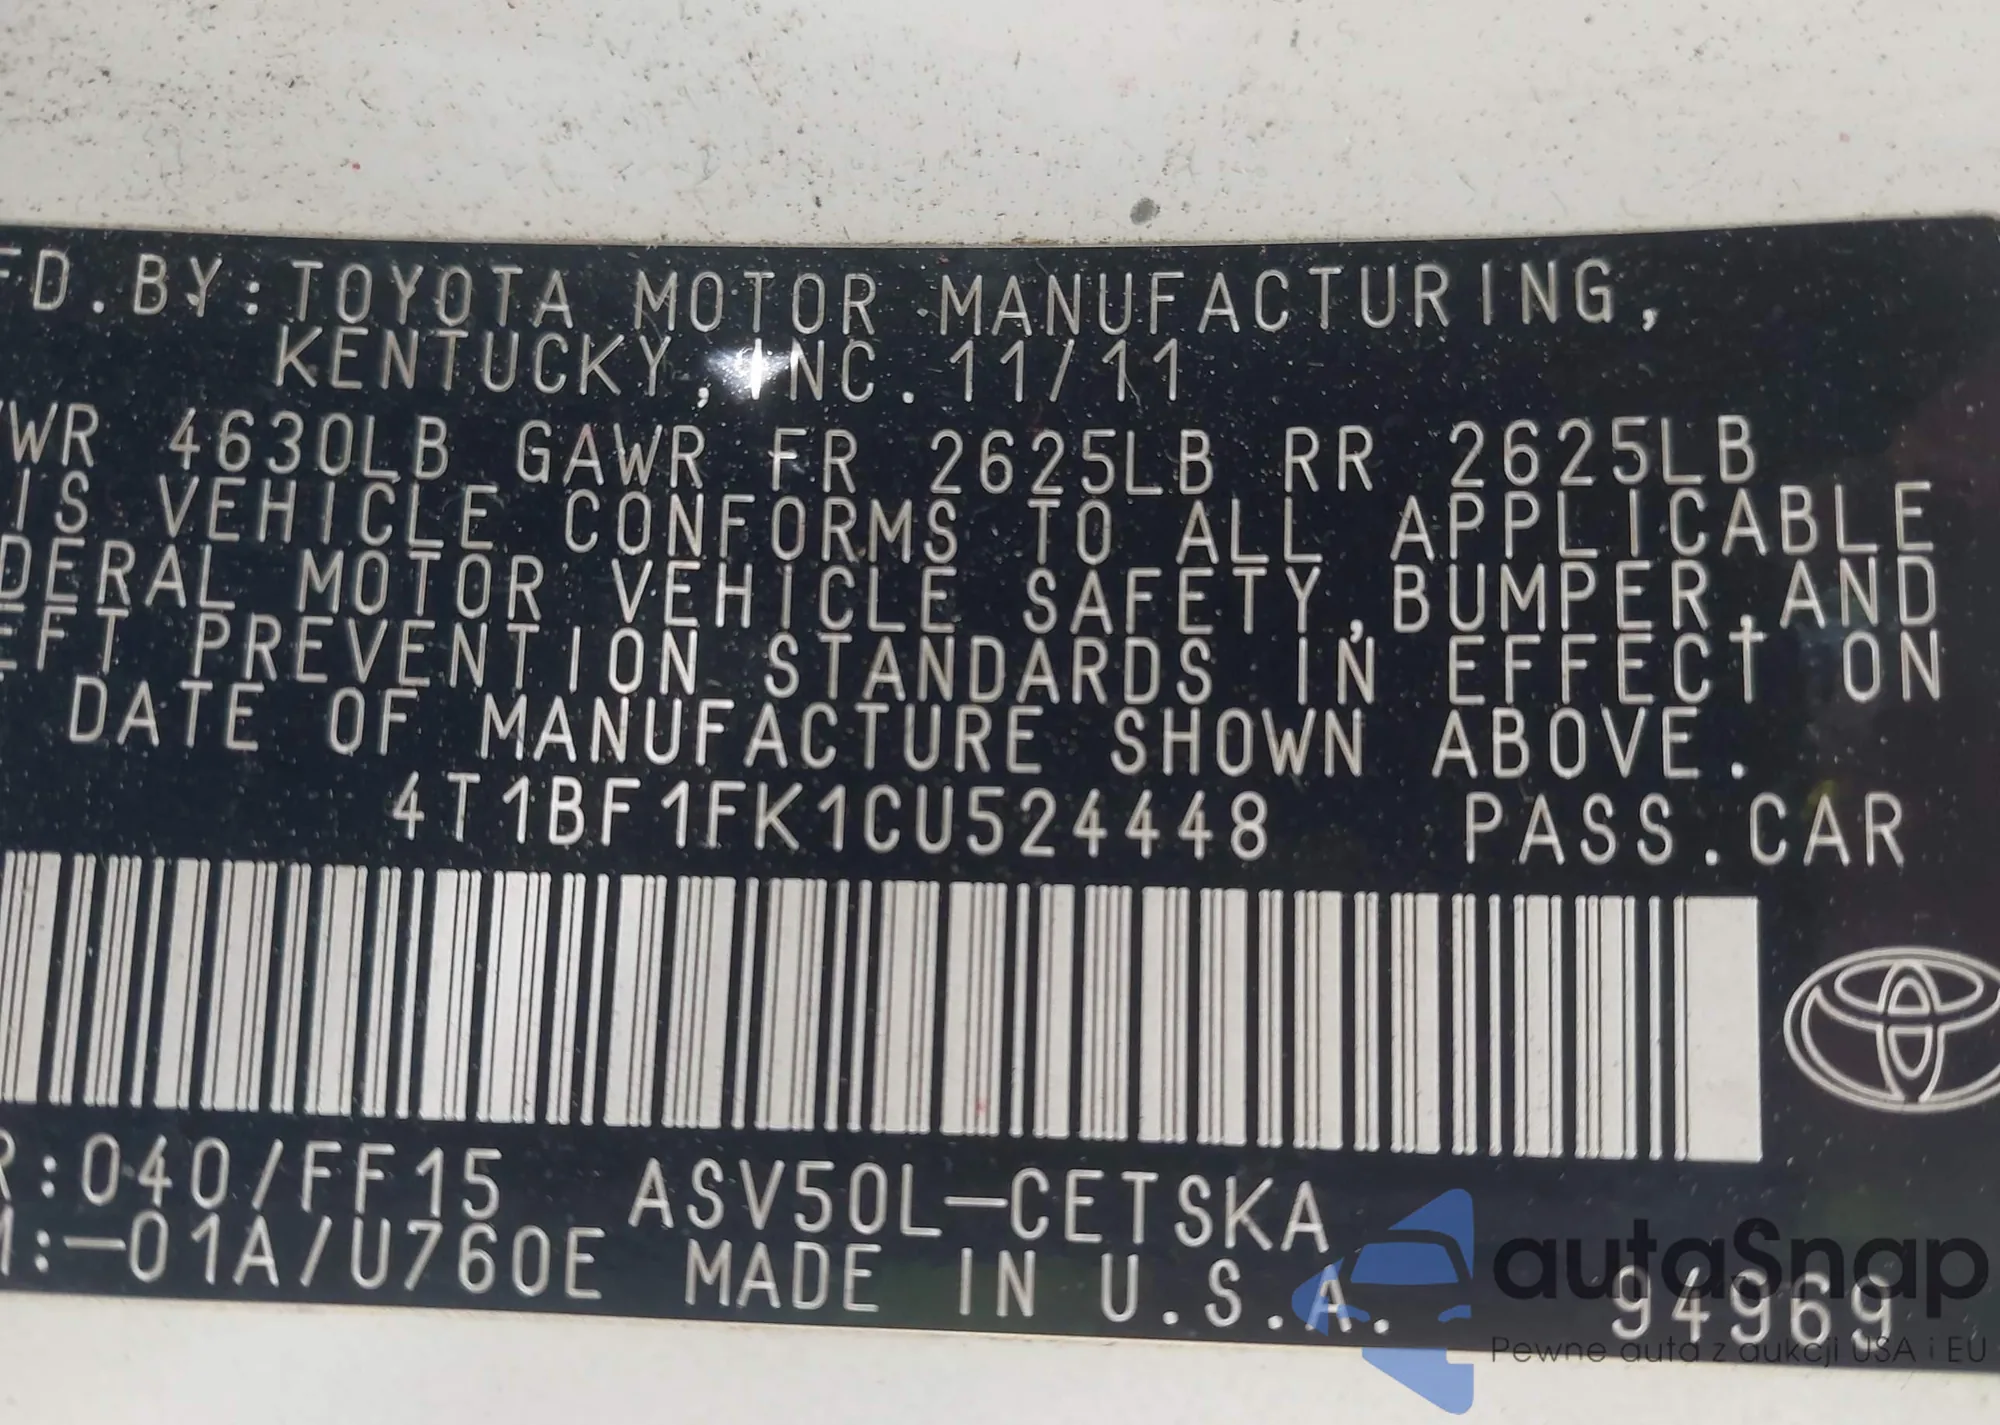 FD.BY:TOYOTA MOTOR MANUFACTURING,
KENTUCKY, INC. 11/11
VWR 4630LB GAWR FR 2625LB RR 2625LB
IS VEHICLE CONFORMS TO ALL APPLICABLE
DERAL MOTOR VEHICLE SAFETY,BUMPER,AND
EFT PREVENTION STANDARDS IN EFFECT ON
DATE OF MANUFACTURE SHOWN ABOVE.
4T1BF1FK1CU524448 PASS.CAR
R:040/FF15 ASV50L-CETSKA
M:-01A/U760E MADE IN U.S.A. 94969
autaSnap
Pewne auta z aukcji USA i EU